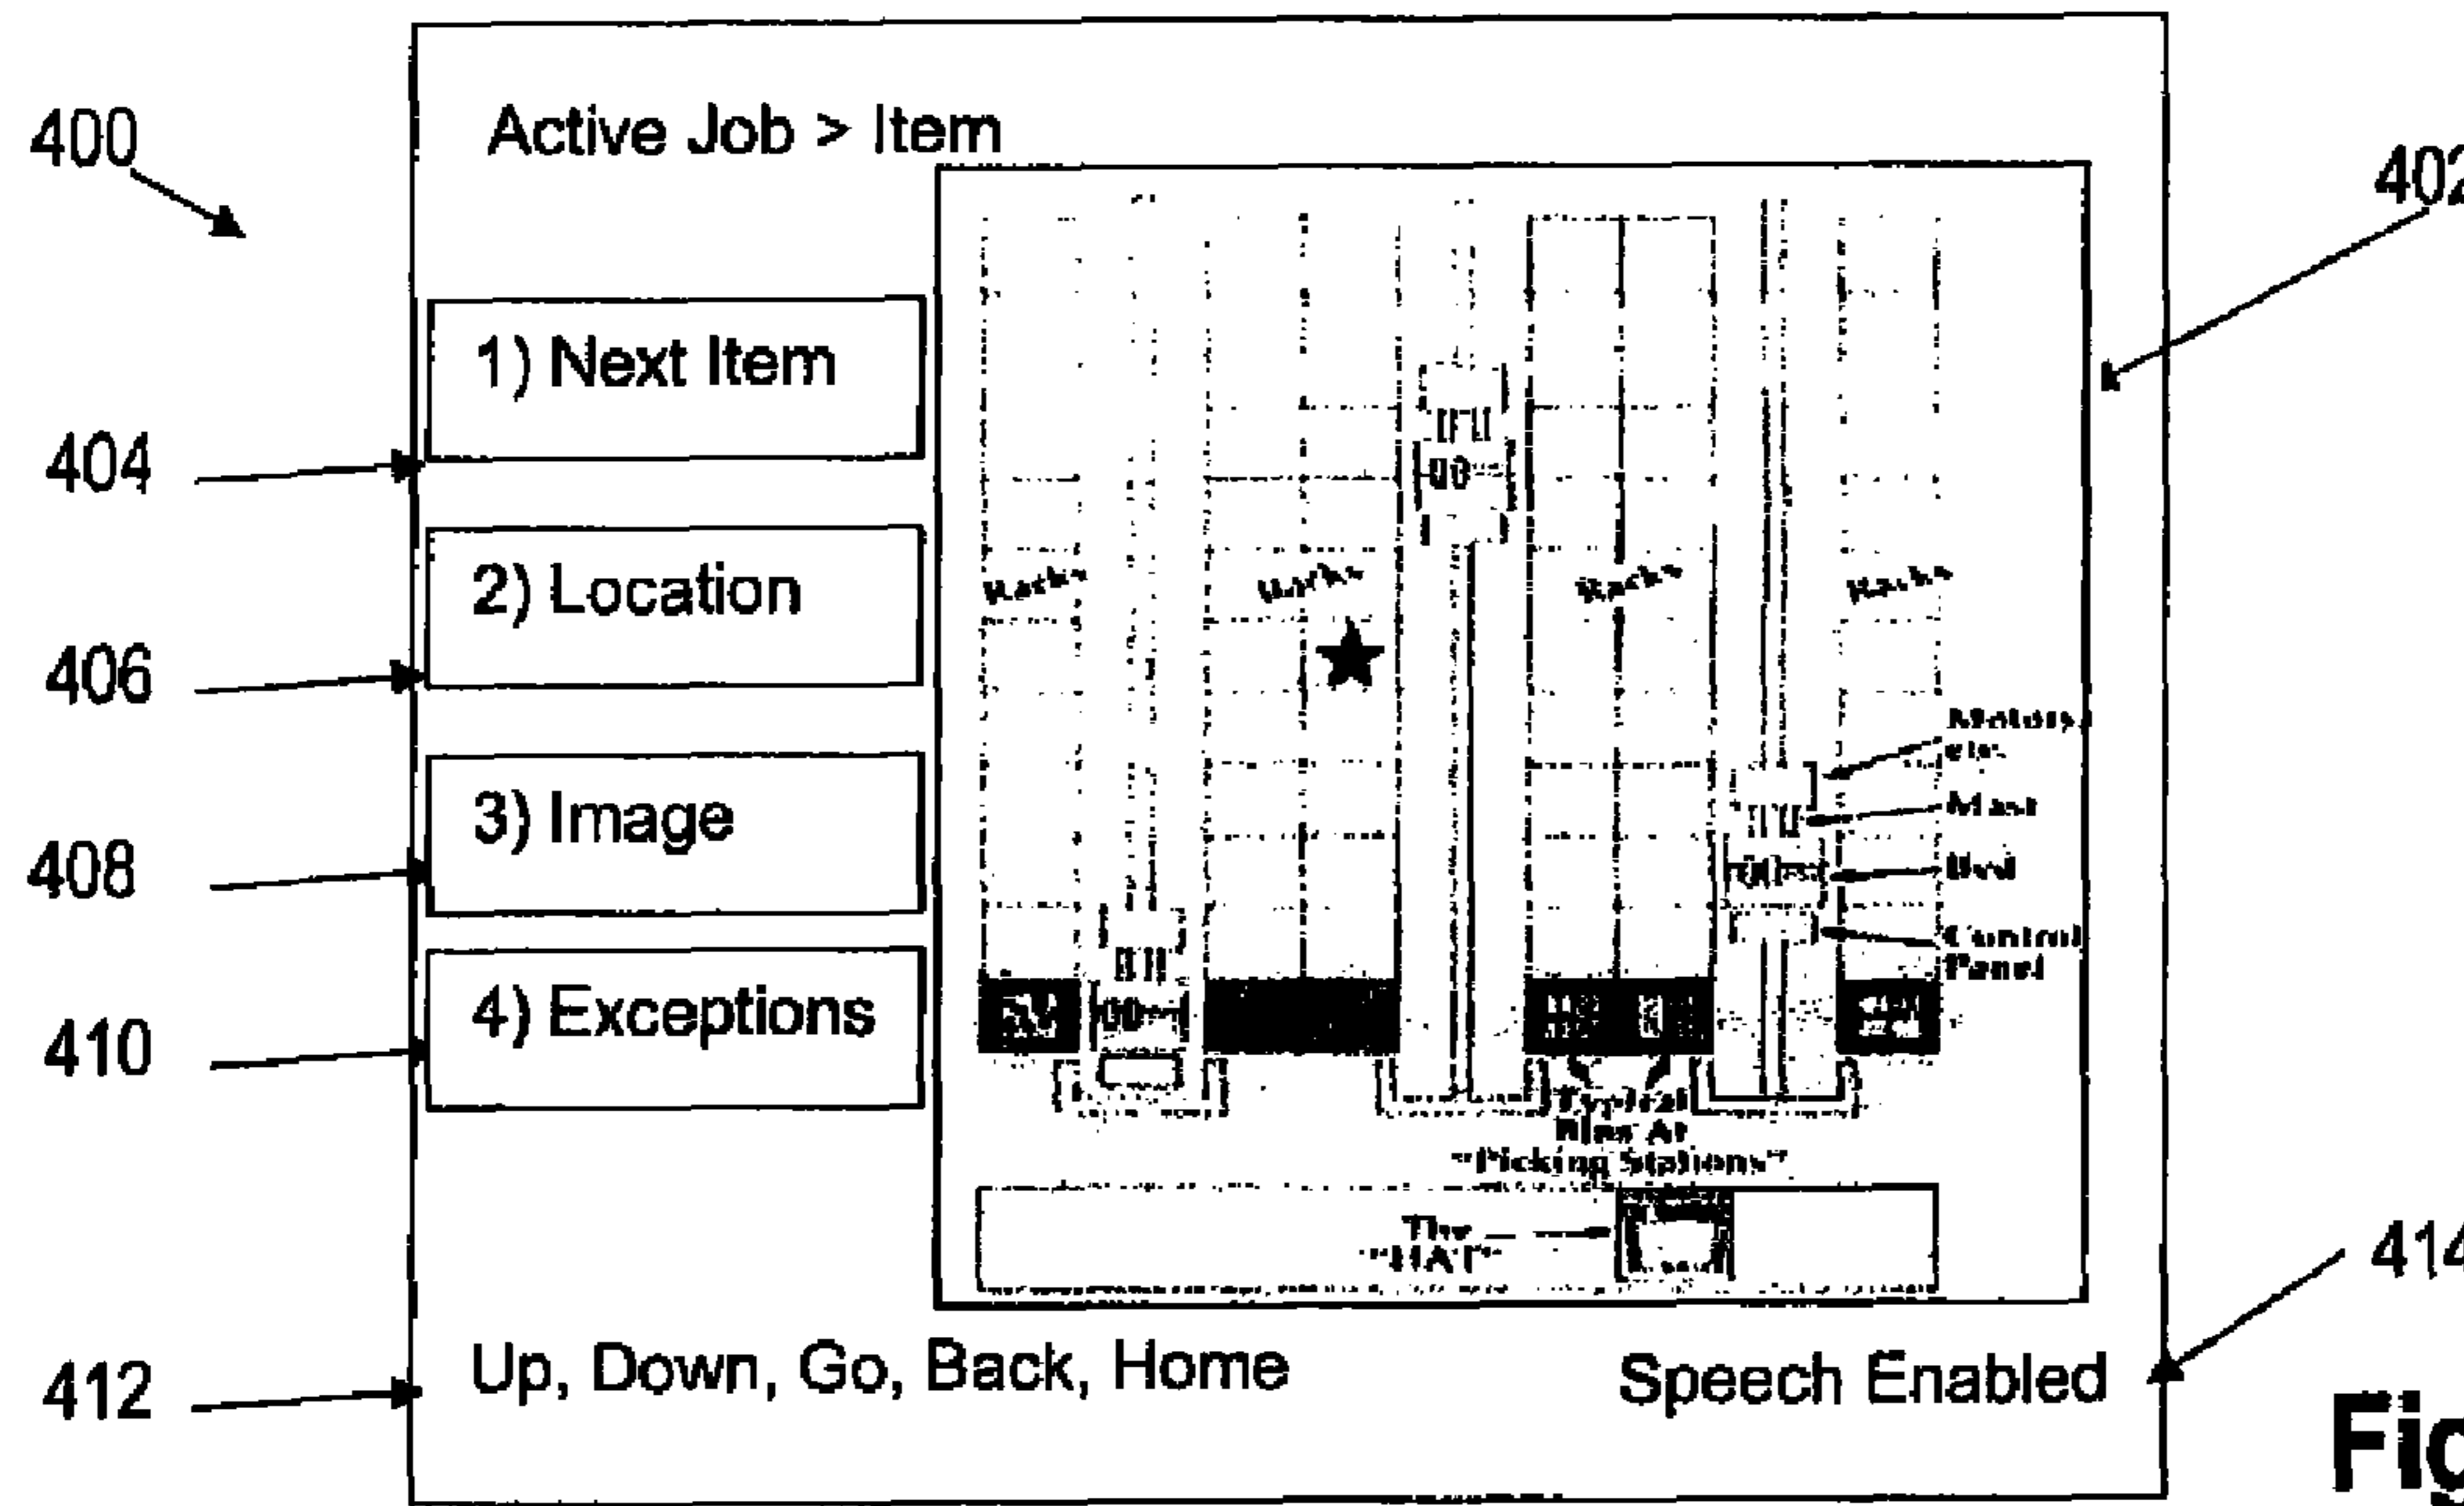 400
Active Job > Item
402
1) Next Item
404
2) Location
Racks Racks Racks Racks
406
Motors,
etc.
3) Image
Mast
408
Bed
Control
Panel
4) Exceptions
410
Typical
Bins At
"Picking Stations"
The
"HAT"
414
Up, Down, Go, Back, Home
Speech Enabled
412
Fig